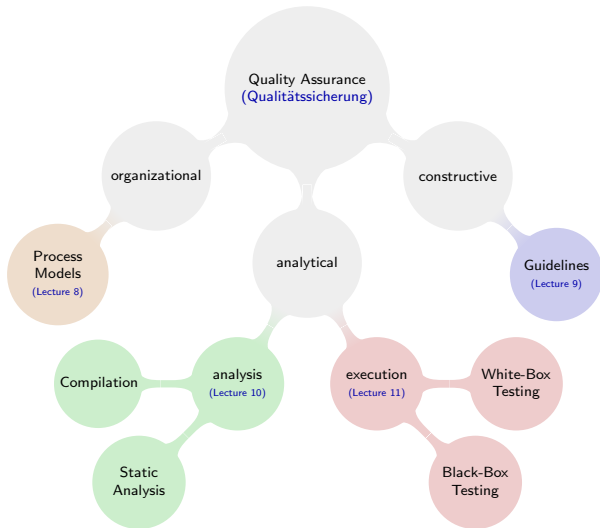 Quality Assurance
(Qualitätssicherung)
organizational
constructive
analytical
Process
Models
(Lecture 8)
Guidelines
(Lecture 9)
Compilation
analysis
(Lecture 10)
execution
(Lecture 11)
White-Box
Testing
Static
Analysis
Black-Box
Testing